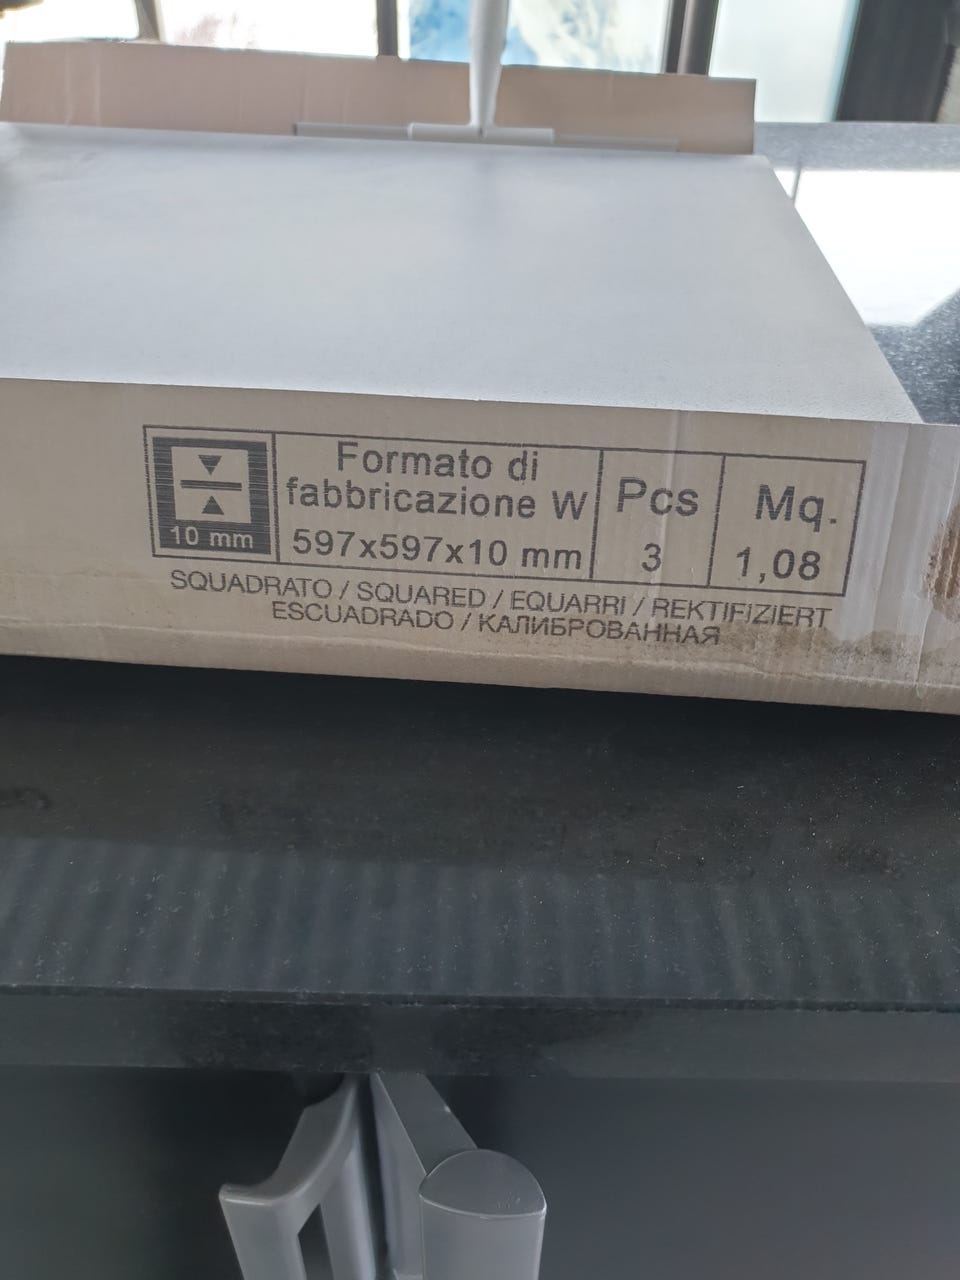 10 mm
Formato di
fabbricazione W
597x597x10 mm
Pcs
3
Mq.
1,08
SQUADRATO / SQUARED / EQUARRI / REKTIFIZIERT
ESCUADRADO / КАЛИБРОВАННАЯ